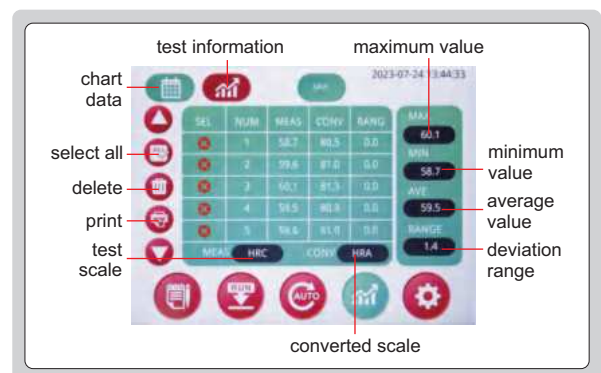 test information
maximum value
chart
data
2023-07-24 13:44:33
SEL NUM MEAS CONV RANG
MAX
1 58.7 80.5 0.0
60.1
select all
2 59.6 81.0 0.0
MIN
minimum
value
58.7
delete
3 60.1 81.3 0.0
AVE
average
value
print
4 59.5 0.0
59.5
5 81.0 0.0
RANGE
test
scale
MEAS HRC CONV HRA
1.4
deviation
range
RUN
AUTO
converted scale